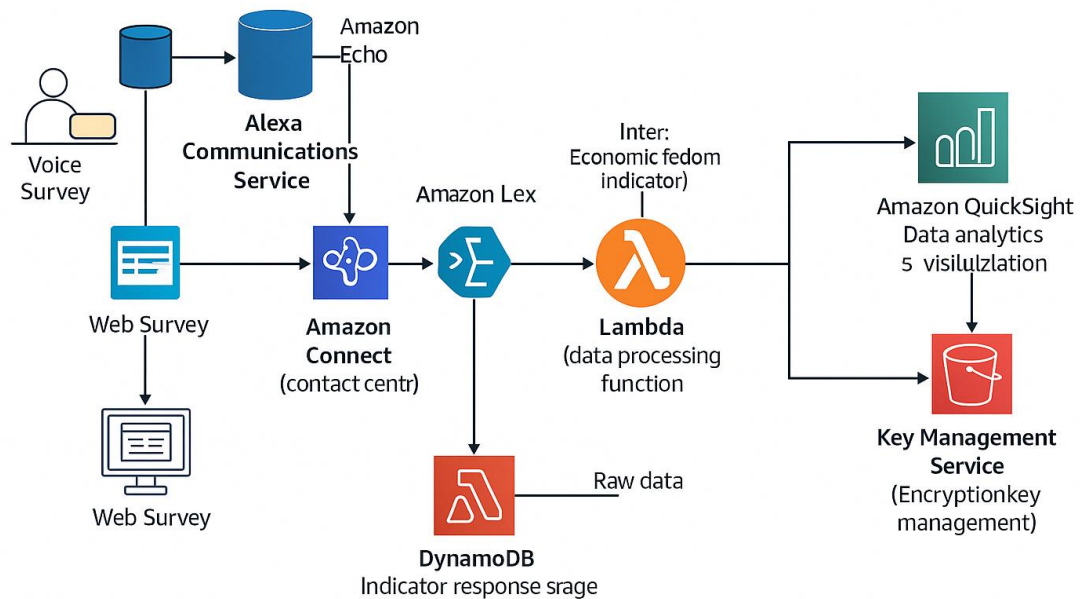 Amazon
Echo
Voice
Survey
Alexa
Communications
Service
Inter:
Economic fedom
indicator)
Amazon Lex
Amazon QuickSight
Data analytics
5 visilulzlation
Web Survey
Amazon
Connect
(contact centr)
Lambda
(data processing
function
Key Management
Service
(Encryptionkey
management)
Web Survey
Raw data
DynamoDB
Indicator response srage